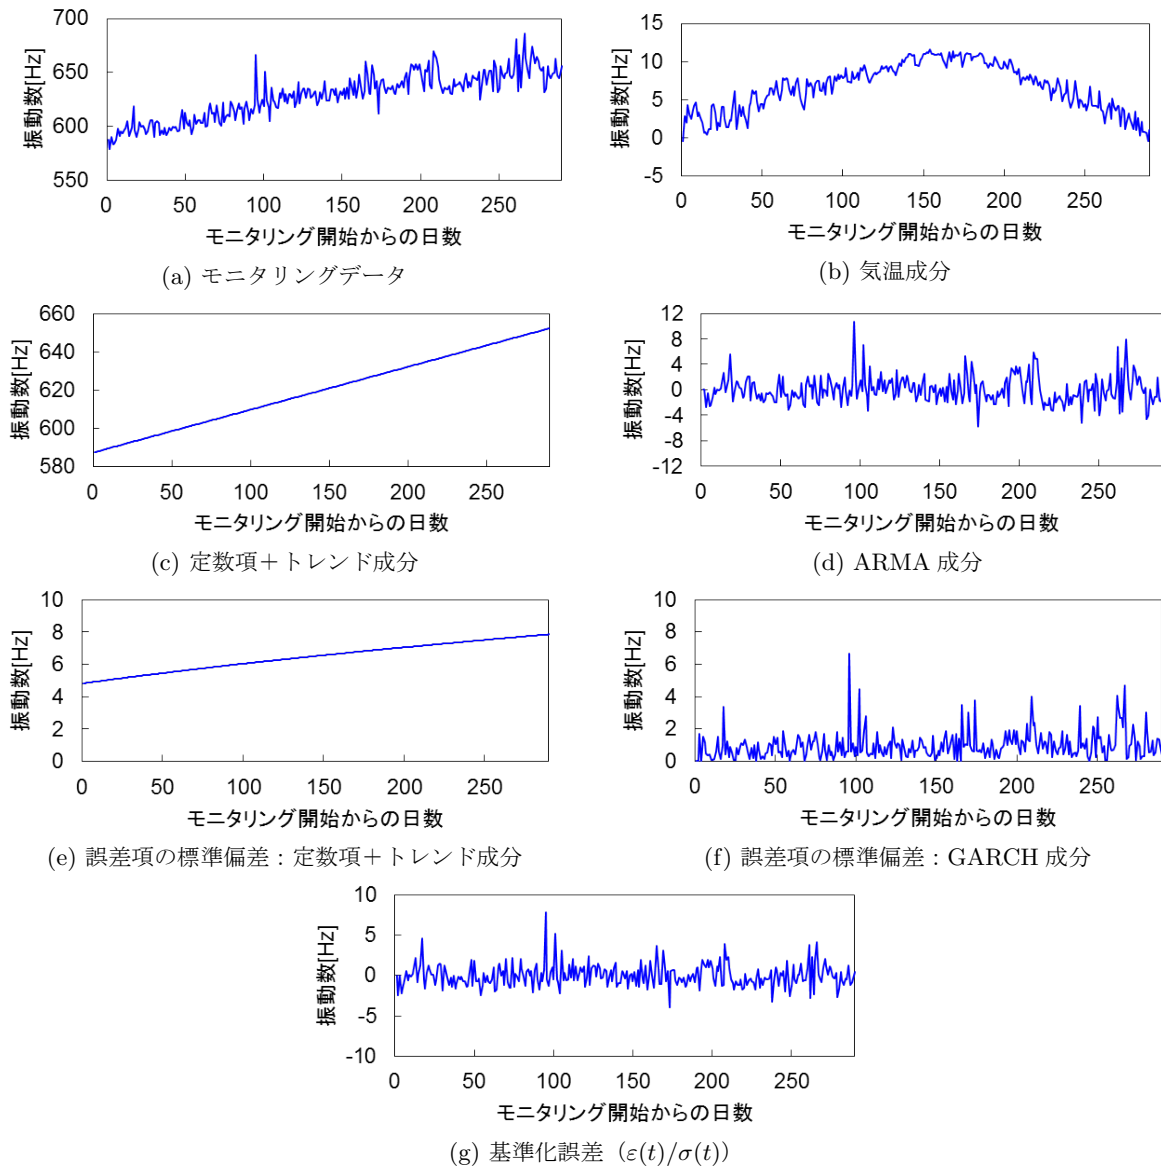 700
650
600
550
振動数[Hz]
0 50 100 150 200 250
モニタリング開始からの日数
(a) モニタリングデータ
15
10
5
0
-5
振動数[Hz]
0 50 100 150 200 250
モニタリング開始からの日数
(b) 気温成分
660
640
620
600
580
振動数[Hz]
0 50 100 150 200 250
モニタリング開始からの日数
(c) 定数項＋トレンド成分
12
8
4
0
-4
-8
-12
振動数[Hz]
0 50 100 150 200 250
モニタリング開始からの日数
(d) ARMA 成分
10
8
6
4
2
0
振動数[Hz]
0 50 100 150 200 250
モニタリング開始からの日数
(e) 誤差項の標準偏差：定数項＋トレンド成分
10
8
6
4
2
0
振動数[Hz]
0 50 100 150 200 250
モニタリング開始からの日数
(f) 誤差項の標準偏差：GARCH 成分
10
5
0
-5
-10
振動数[Hz]
0 50 100 150 200 250
モニタリング開始からの日数
(g) 基準化誤差（ε(t)/σ(t)）